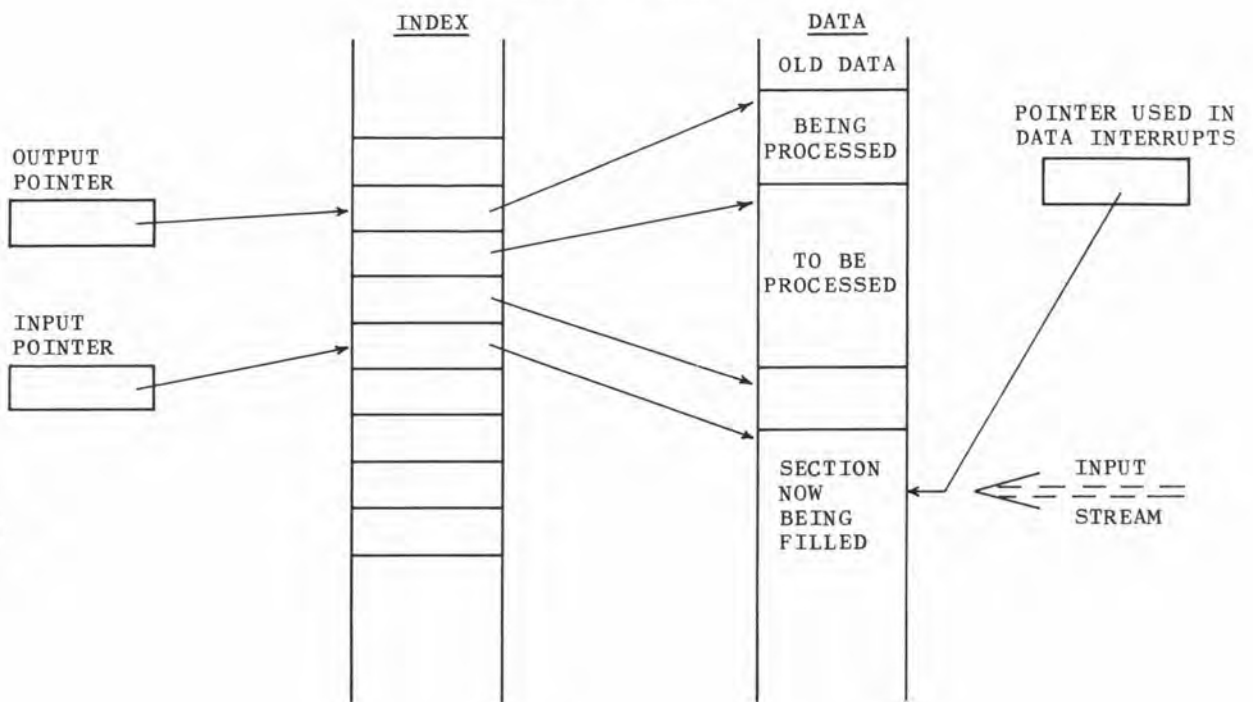 INDEX
DATA
OLD DATA
BEING
PROCESSED
POINTER USED IN
DATA INTERRUPTS
OUTPUT
POINTER
TO BE
PROCESSED
INPUT
POINTER
SECTION
NOW
BEING
FILLED
INPUT
STREAM